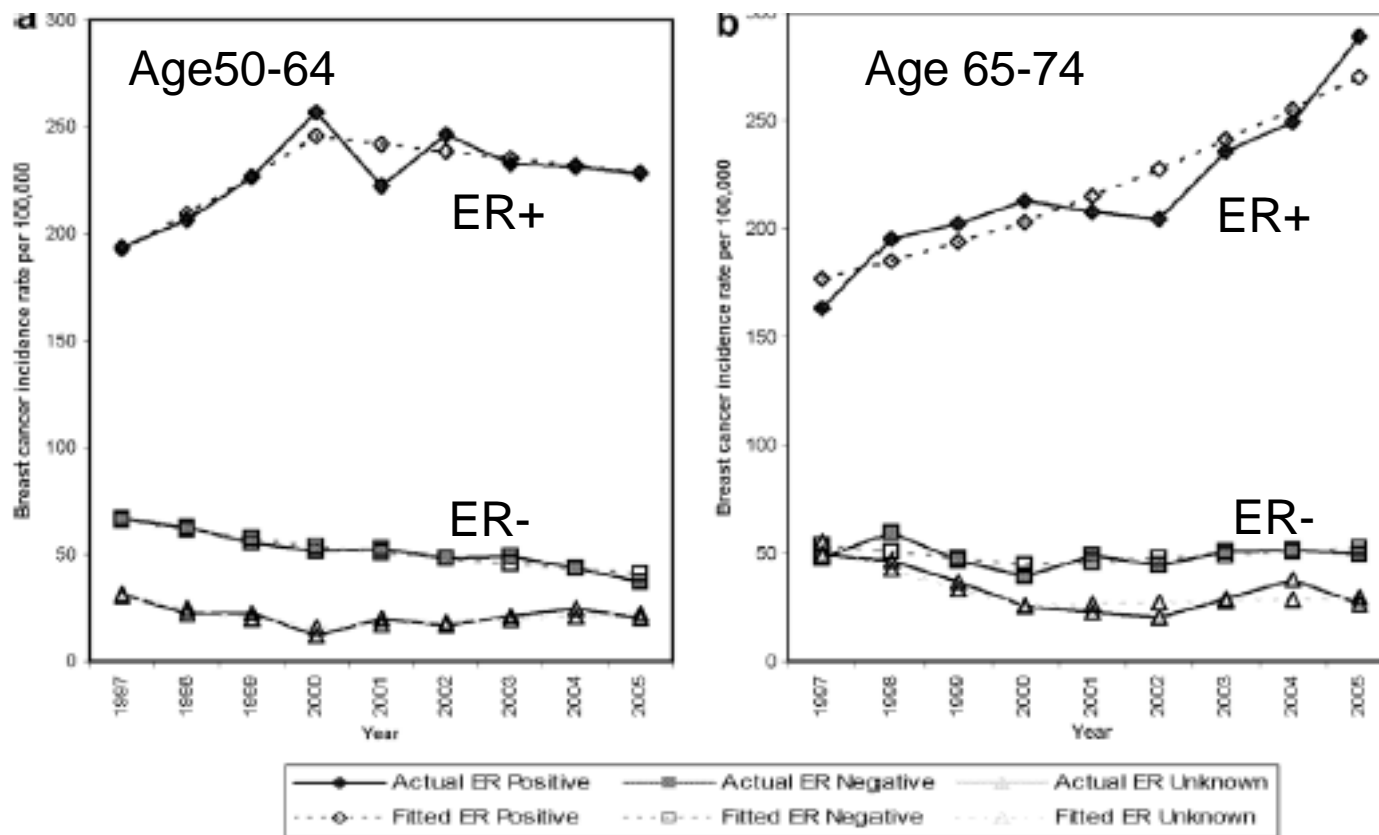 a
Age50-64
ER+
ER-
Breast cancer incidence rate per 100,000
300
250
200
150
100
50
0
1997
1998
1999
2000
2001
2002
2003
2004
2005
Year
b
Age 65-74
ER+
ER-
Breast cancer incidence rate per 100,000
300
250
200
150
100
50
0
1997
1998
1999
2000
2001
2002
2003
2004
2005
Year
Actual ER Positive
Actual ER Negative
Actual ER Unknown
Fitted ER Positive
Fitted ER Negative
Fitted ER Unknown